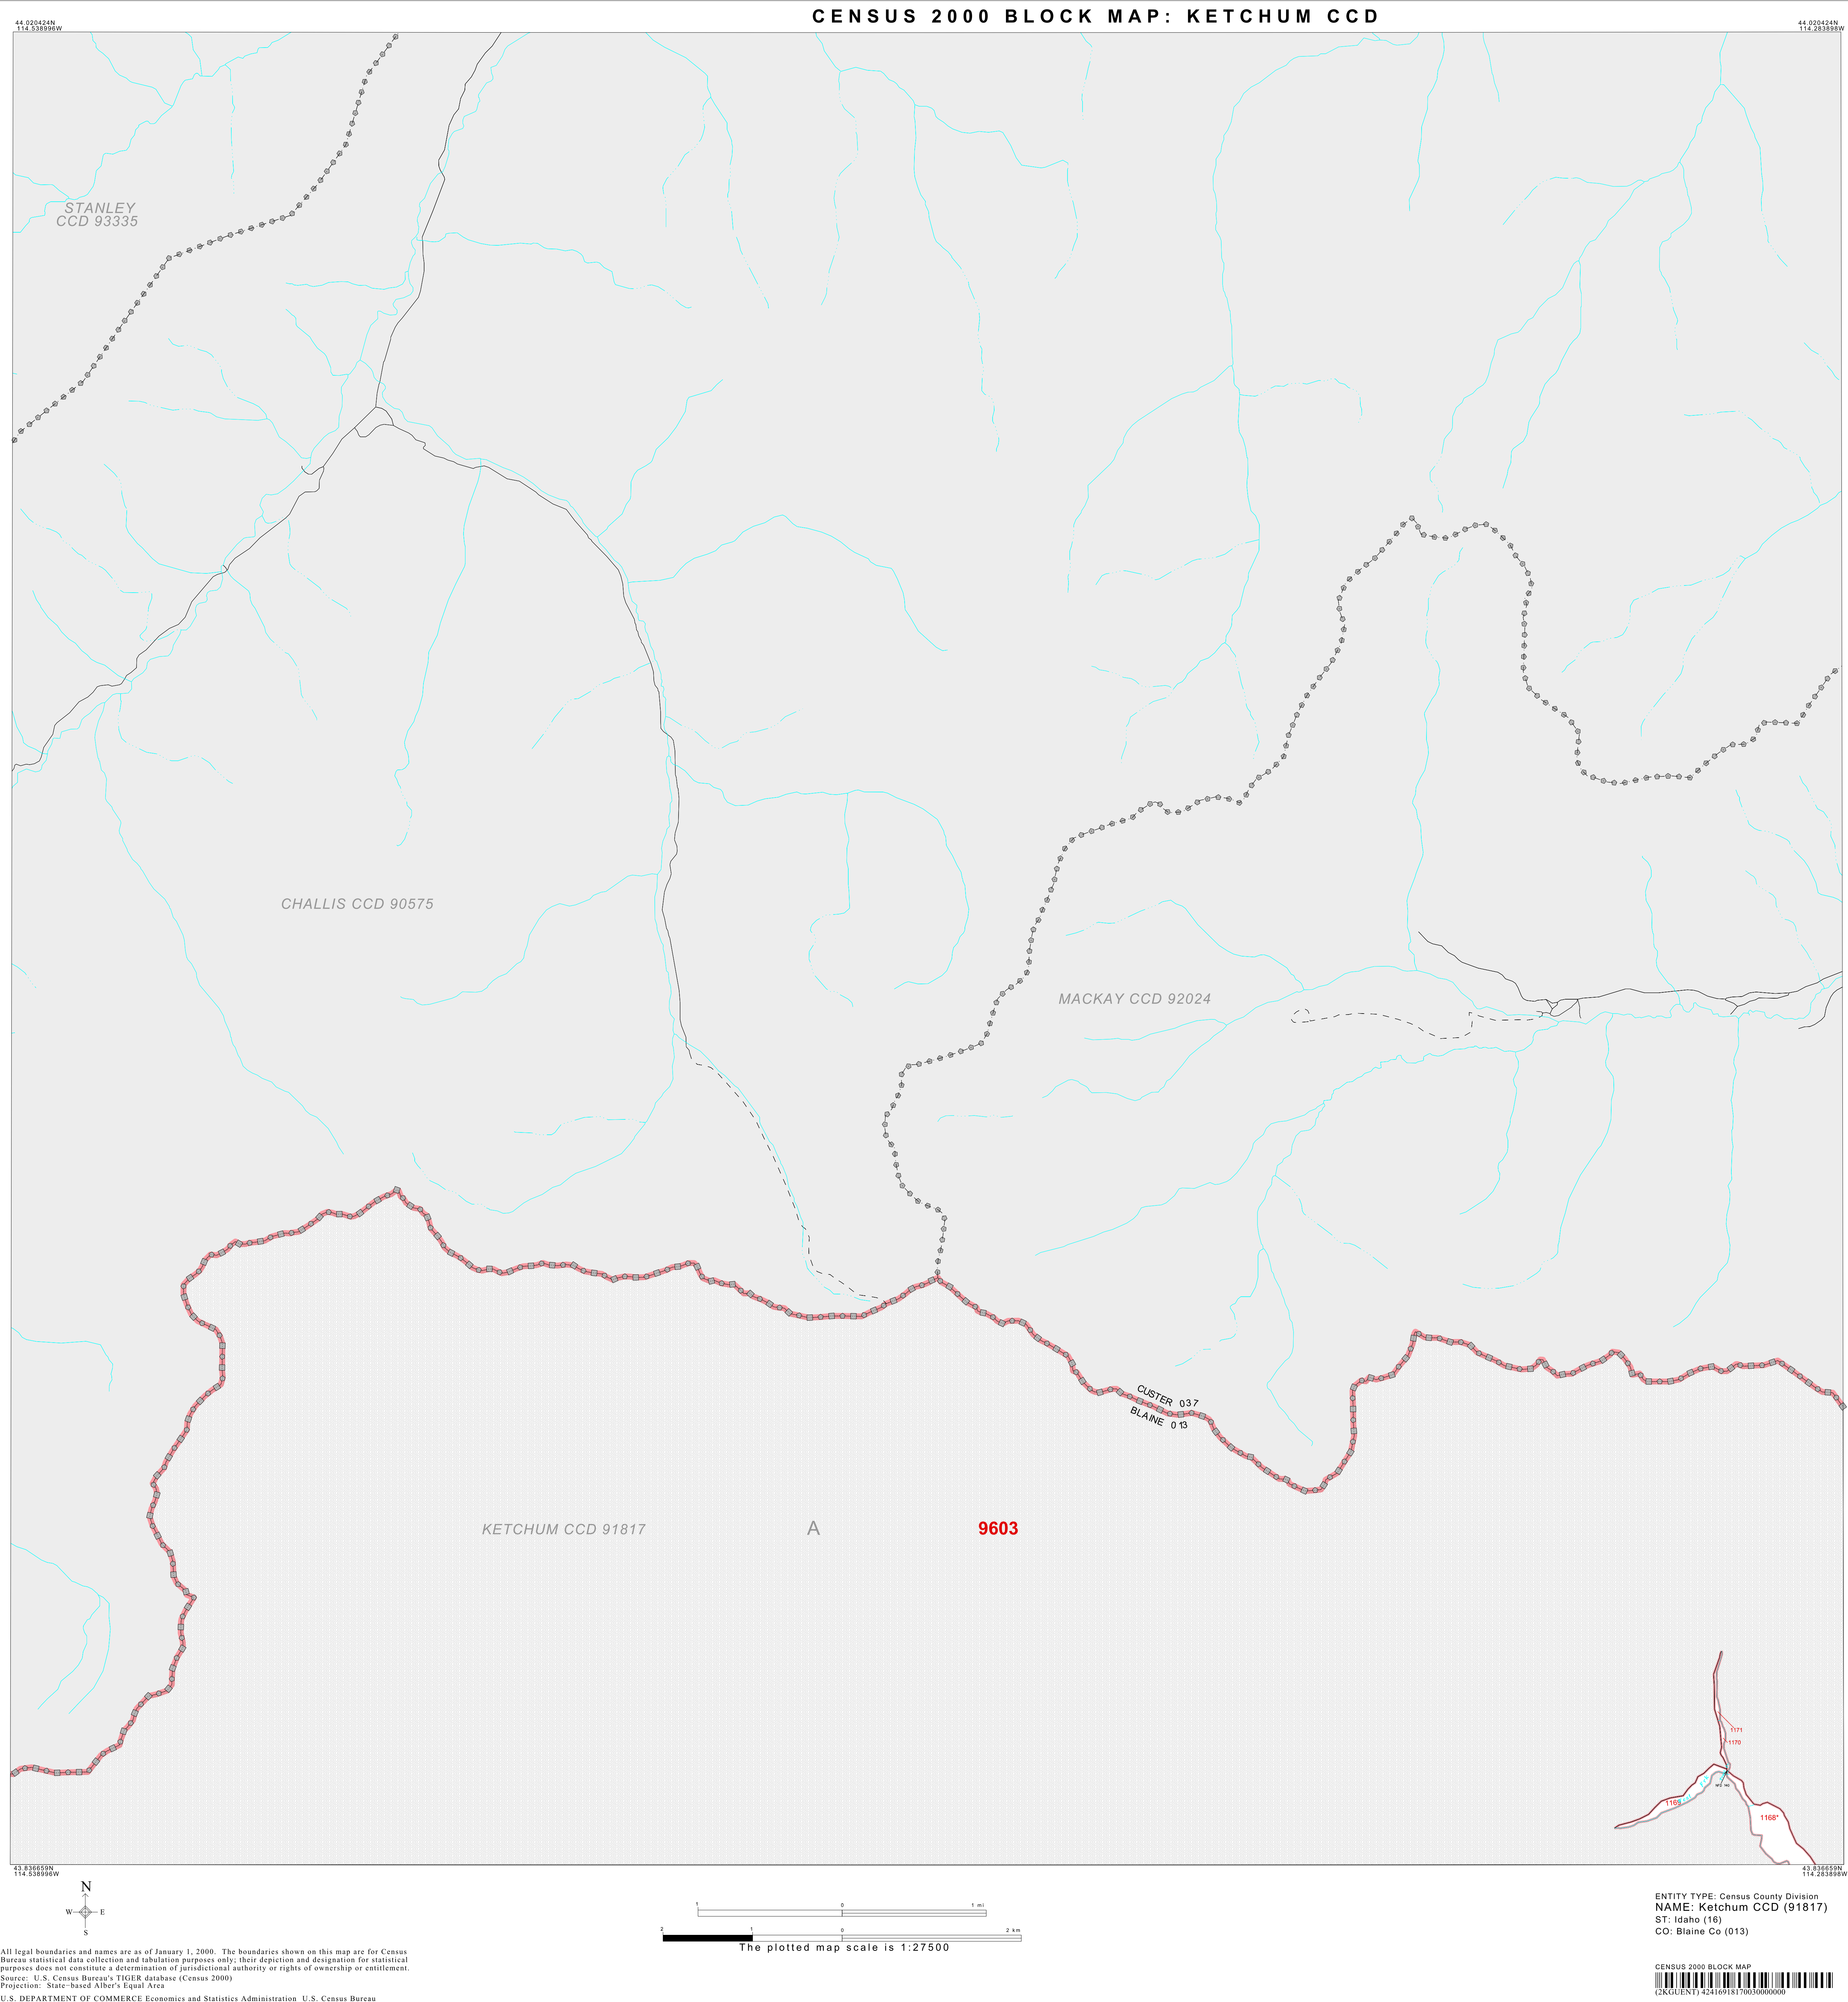 CENSUS 2000 BLOCK MAP: KETCHUM CCD
44.020424N
114.538996W
44.020424N
114.283898W
STANLEY
CCD 93335
CHALLIS CCD 90575
MACKAY CCD 92024
CUSTER 037
BLAINE 013
KETCHUM CCD 91817
A
9603
1171
1170
1169
1168*
43.836659N
114.538996W
43.836659N
114.283898W
N
W E
S
1 0 1 mi
2 1 0 2 km
The plotted map scale is 1:27500
All legal boundaries and names are as of January 1, 2000. The boundaries shown on this map are for Census
Bureau statistical data collection and tabulation purposes only; their depiction and designation for statistical
purposes does not constitute a determination of jurisdictional authority or rights of ownership or entitlement.
Source: U.S. Census Bureau's TIGER database (Census 2000)
Projection: State-based Alber's Equal Area
U.S. DEPARTMENT OF COMMERCE Economics and Statistics Administration U.S. Census Bureau
ENTITY TYPE: Census County Division
NAME: Ketchum CCD (91817)
ST: Idaho (16)
CO: Blaine Co (013)
CENSUS 2000 BLOCK MAP
(2KGUENT) 42416918170030000000